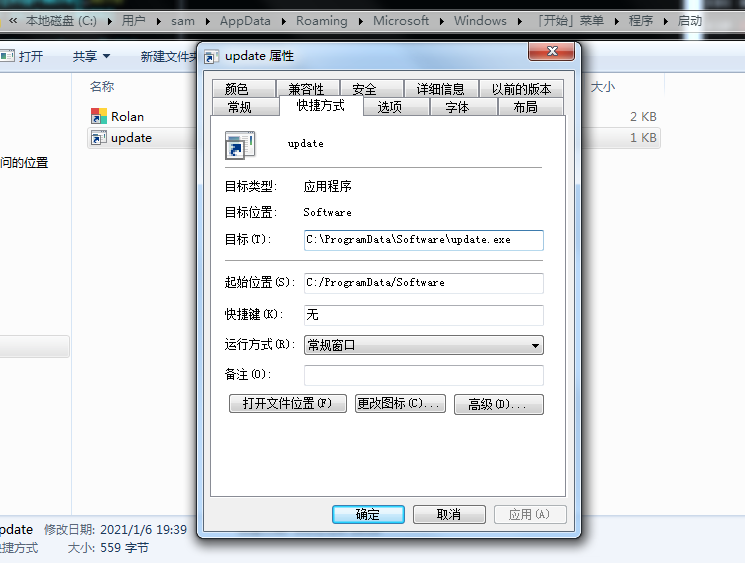 « 本地磁盘 (C:) ▸ 用户 ▸ sam ▸ AppData ▸ Roaming ▸ Microsoft ▸ Windows ▸ 「开始」菜单 ▸ 程序 ▸ 启动
打开 共享 新建文件夹
名称 大小
Rolan 2 KB
update 1 KB
问的位置
update 属性
颜色 兼容性 安全 详细信息 以前的版本
常规 快捷方式 选项 字体 布局
update
目标类型: 应用程序
目标位置: Software
目标(T): C:\ProgramData\Software\update.exe
起始位置(S): C:/ProgramData/Software
快捷键(K): 无
运行方式(R): 常规窗口
备注(O):
打开文件位置(F) 更改图标(C)... 高级(D)...
确定 取消 应用(A)
pdate 修改日期: 2021/1/6 19:39
快捷方式 大小: 559 字节